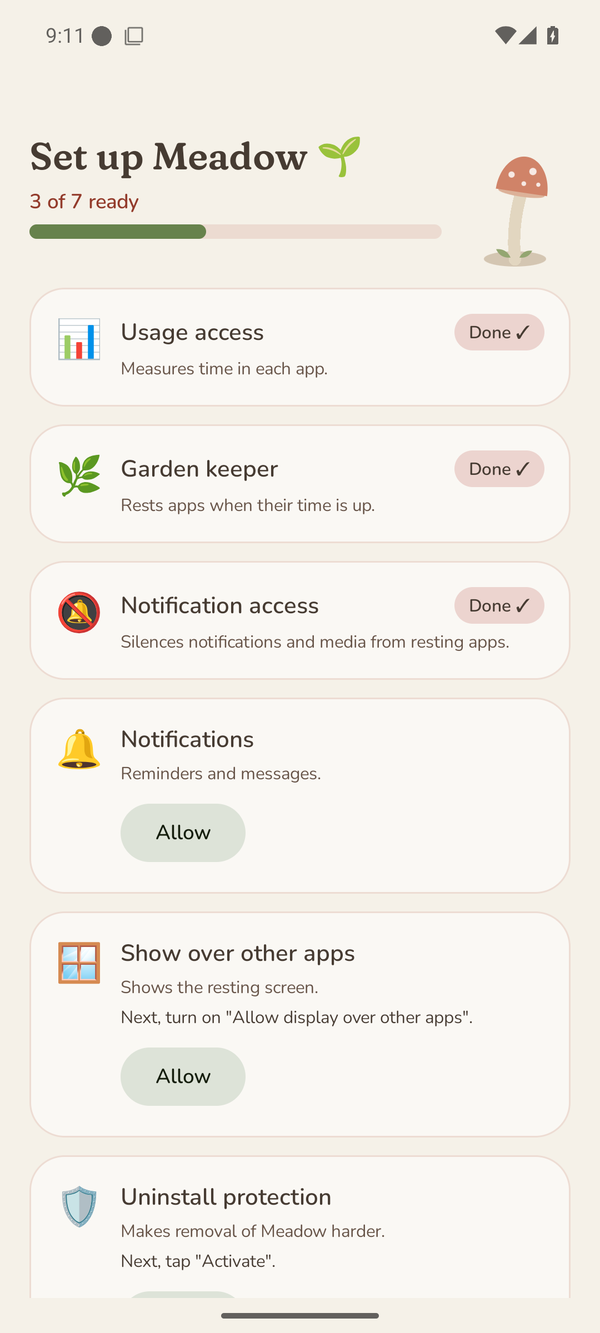 9:11
Set up Meadow 🌱
3 of 7 ready
Usage access
Done ✓
Measures time in each app.
Garden keeper
Done ✓
Rests apps when their time is up.
Notification access
Done ✓
Silences notifications and media from resting apps.
Notifications
Reminders and messages.
Allow
Show over other apps
Shows the resting screen.
Next, turn on "Allow display over other apps".
Allow
Uninstall protection
Makes removal of Meadow harder.
Next, tap "Activate".